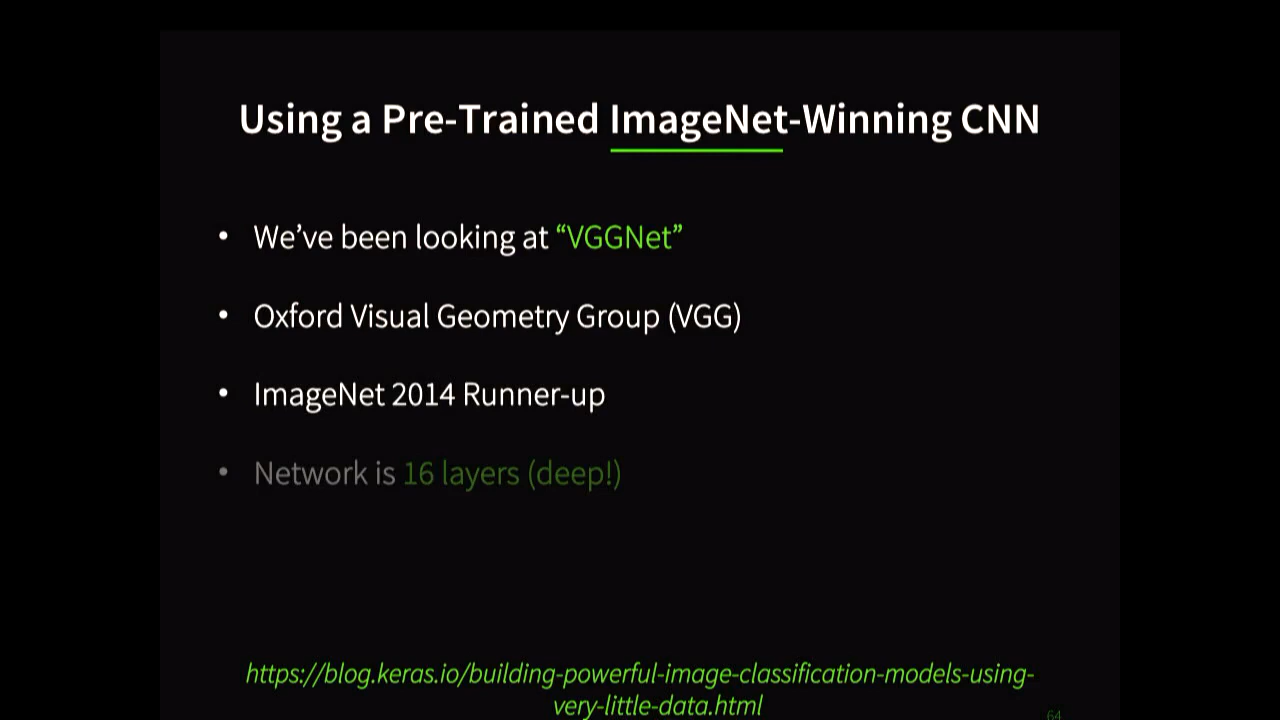 Using a Pre-Trained ImageNet-Winning CNN
• We’ve been looking at “VGGNet”
• Oxford Visual Geometry Group (VGG)
• ImageNet 2014 Runner-up
• Network is 16 layers (deep!)
https://blog.keras.io/building-powerful-image-classification-models-using-
very-little-data.html
64